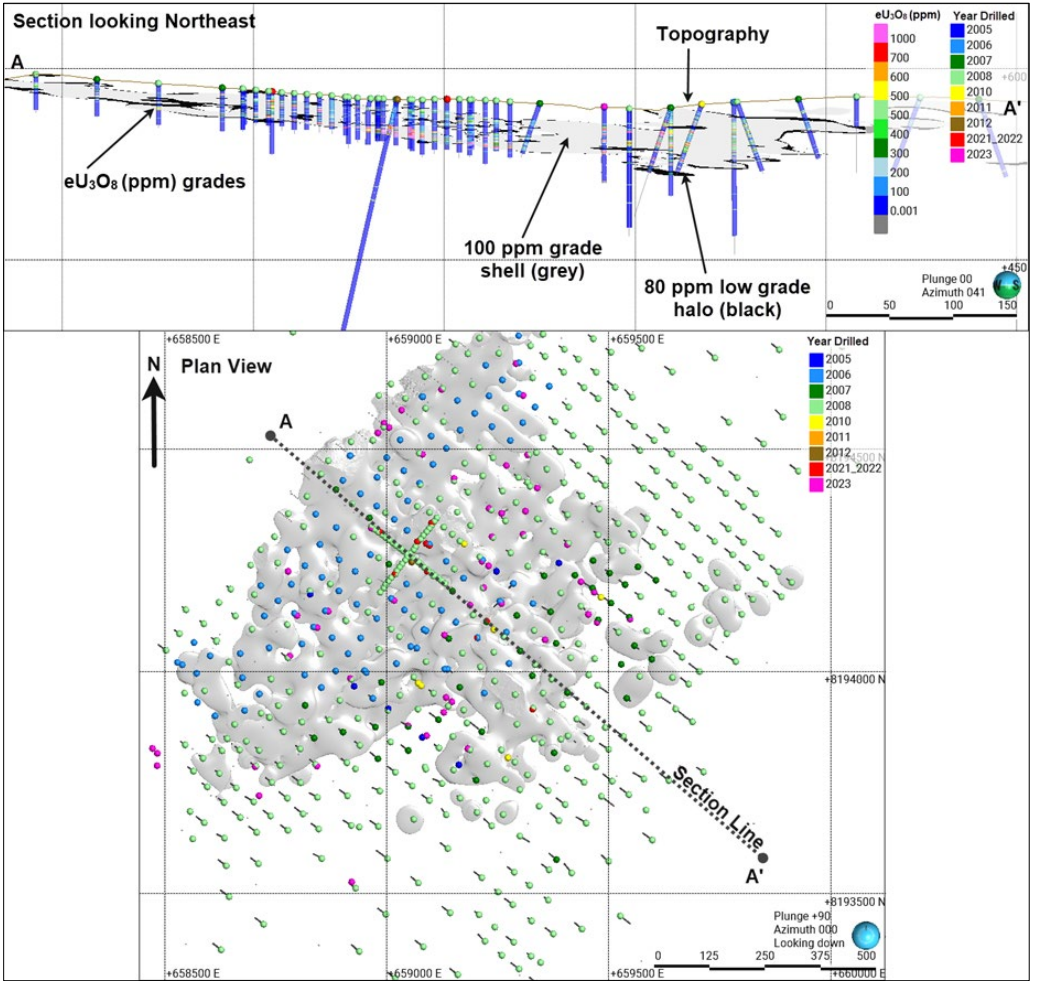 Section looking Northeast
A
Topography
eU₃O₈ (ppm)
1000
700
600
500
500
400
300
200
100
0.001
Year Drilled
2005
2006
2007
2008
2010
2011
2012
2021_2022
2023
+600
A'
eU₃O₈ (ppm) grades
100 ppm grade
shell (grey)
80 ppm low grade
halo (black)
+450
Plunge 00
Azimuth 041
0 50 100 150
+658500 E
+659000 E
+659500 E
N
Plan View
A
Year Drilled
2005
2006
2007
2008
2010
2011
2012
2021_2022
2023
+8194500 N
+8194000 N
Section Line
A'
+8193500 N
Plunge +90
Azimuth 000
Looking down
0 125 250 375 500
+658500 E
+659000 E
+659500 E
+660000 E